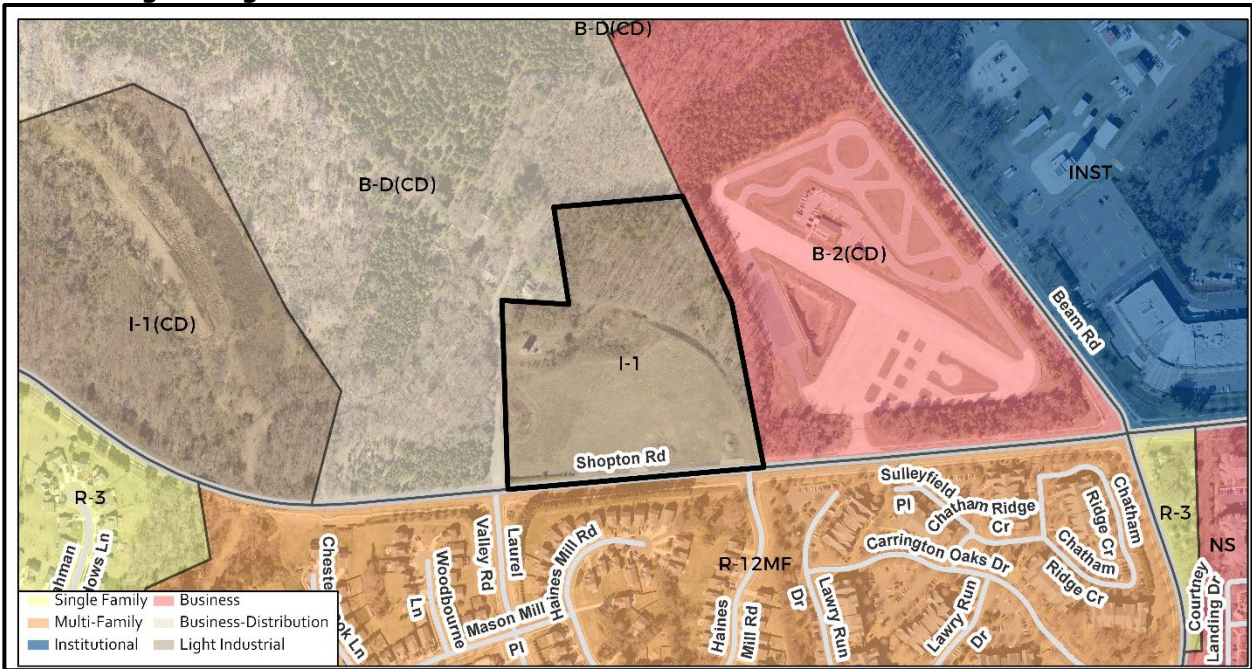 B-D(CD)
INST
B-D(CD)
B-2(CD)
Beam Rd
I-1(CD)
I-1
Shopton Rd
R-3
Sulleyfield
Pl
Chatham Ridge
Cr
Chatham
Ridge Cr
Chatham
Ridge Cr
R-3
NS
Carrington Oaks Dr
R-12MF
Valley Rd
Laurel
Pl
Haines Mill Rd
Woodbourne
Ln
Mason Mill
Haines
Mill Rd
Lawry Run
Dr
Lawry Run
Dr
Courtney
Landing Dr
Single Family
Business
Multi-Family
Business-Distribution
Institutional
Light Industrial